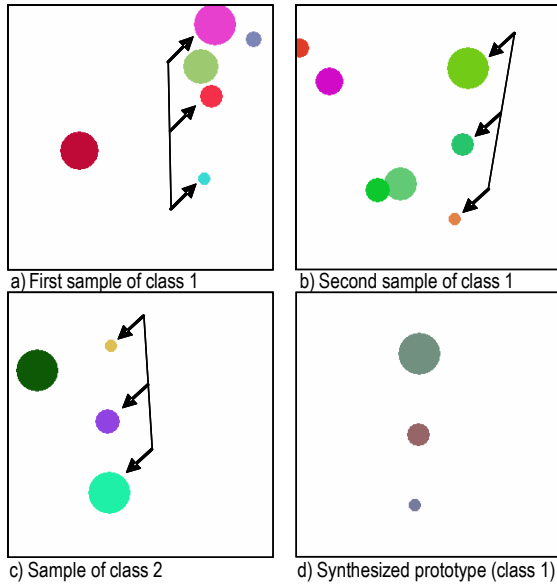 a) First sample of class 1
b) Second sample of class 1
c) Sample of class 2
d) Synthesized prototype (class 1)